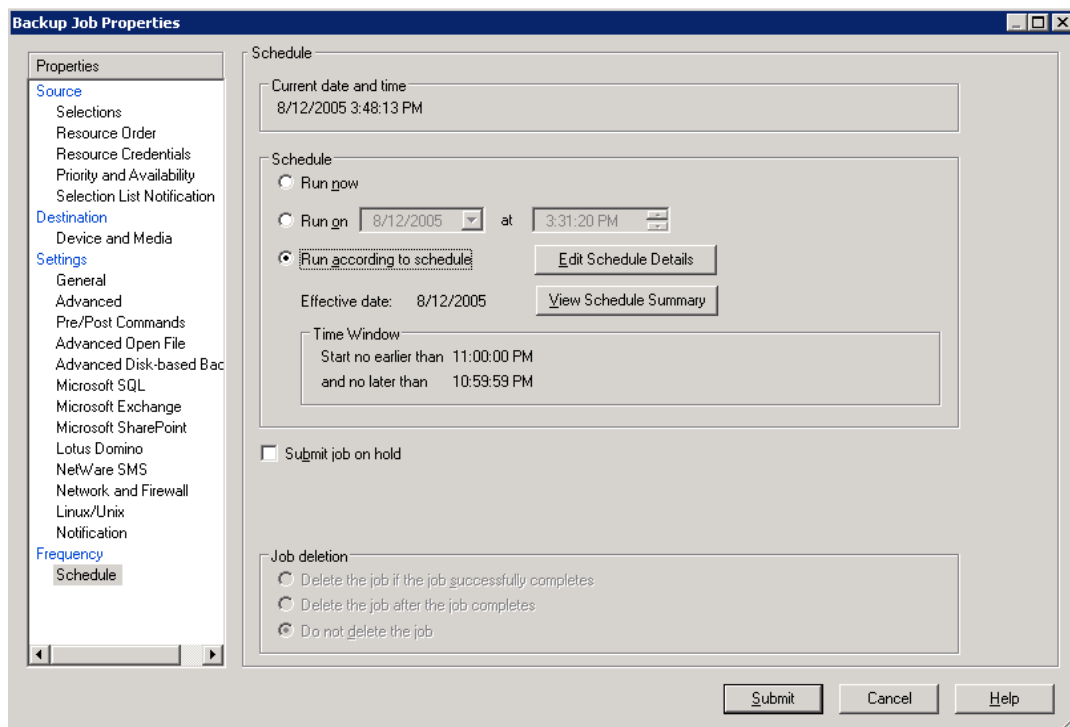 Backup Job Properties
Properties
Source
Selections
Resource Order
Resource Credentials
Priority and Availability
Selection List Notification
Destination
Device and Media
Settings
General
Advanced
Pre/Post Commands
Advanced Open File
Advanced Disk-based Bac
Microsoft SQL
Microsoft Exchange
Microsoft SharePoint
Lotus Domino
NetWare SMS
Network and Firewall
Linux/Unix
Notification
Frequency
Schedule
Schedule
Current date and time
8/12/2005 3:48:13 PM
Schedule
Run now
Run on 8/12/2005 at 3:31:20 PM
Run according to schedule Edit Schedule Details
Effective date: 8/12/2005 View Schedule Summary
Time Window
Start no earlier than 11:00:00 PM
and no later than 10:59:59 PM
Submit job on hold
Job deletion
Delete the job if the job successfully completes
Delete the job after the job completes
Do not delete the job
Submit Cancel Help